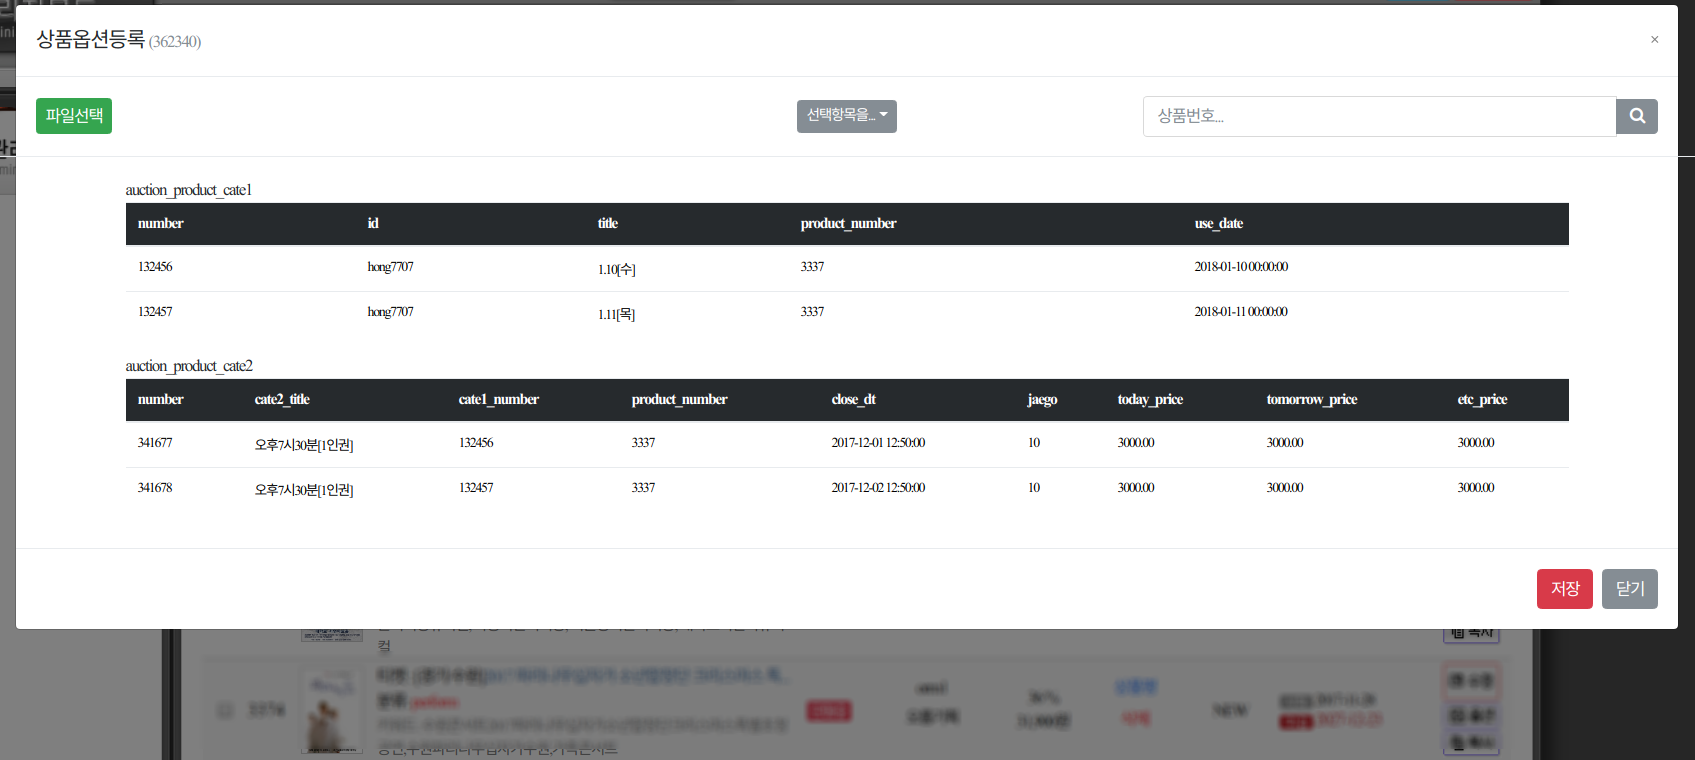 상품옵션등록 (362340)
×
파일선택
선택항목을...
상품번호...
auction_product_cate1
number id title product_number use_date
132456 hong7707 1.10[수] 3337 2018-01-10 00:00:00
132457 hong7707 1.11[목] 3337 2018-01-11 00:00:00
auction_product_cate2
number cate2_title cate1_number product_number close_dt jaego today_price tomorrow_price etc_price
341677 오후7시30분[1인권] 132456 3337 2017-12-01 12:50:00 10 3000.00 3000.00 3000.00
341678 오후7시30분[1인권] 132457 3337 2017-12-02 12:50:00 10 3000.00 3000.00 3000.00
저장 닫기
컬
3374
NEW